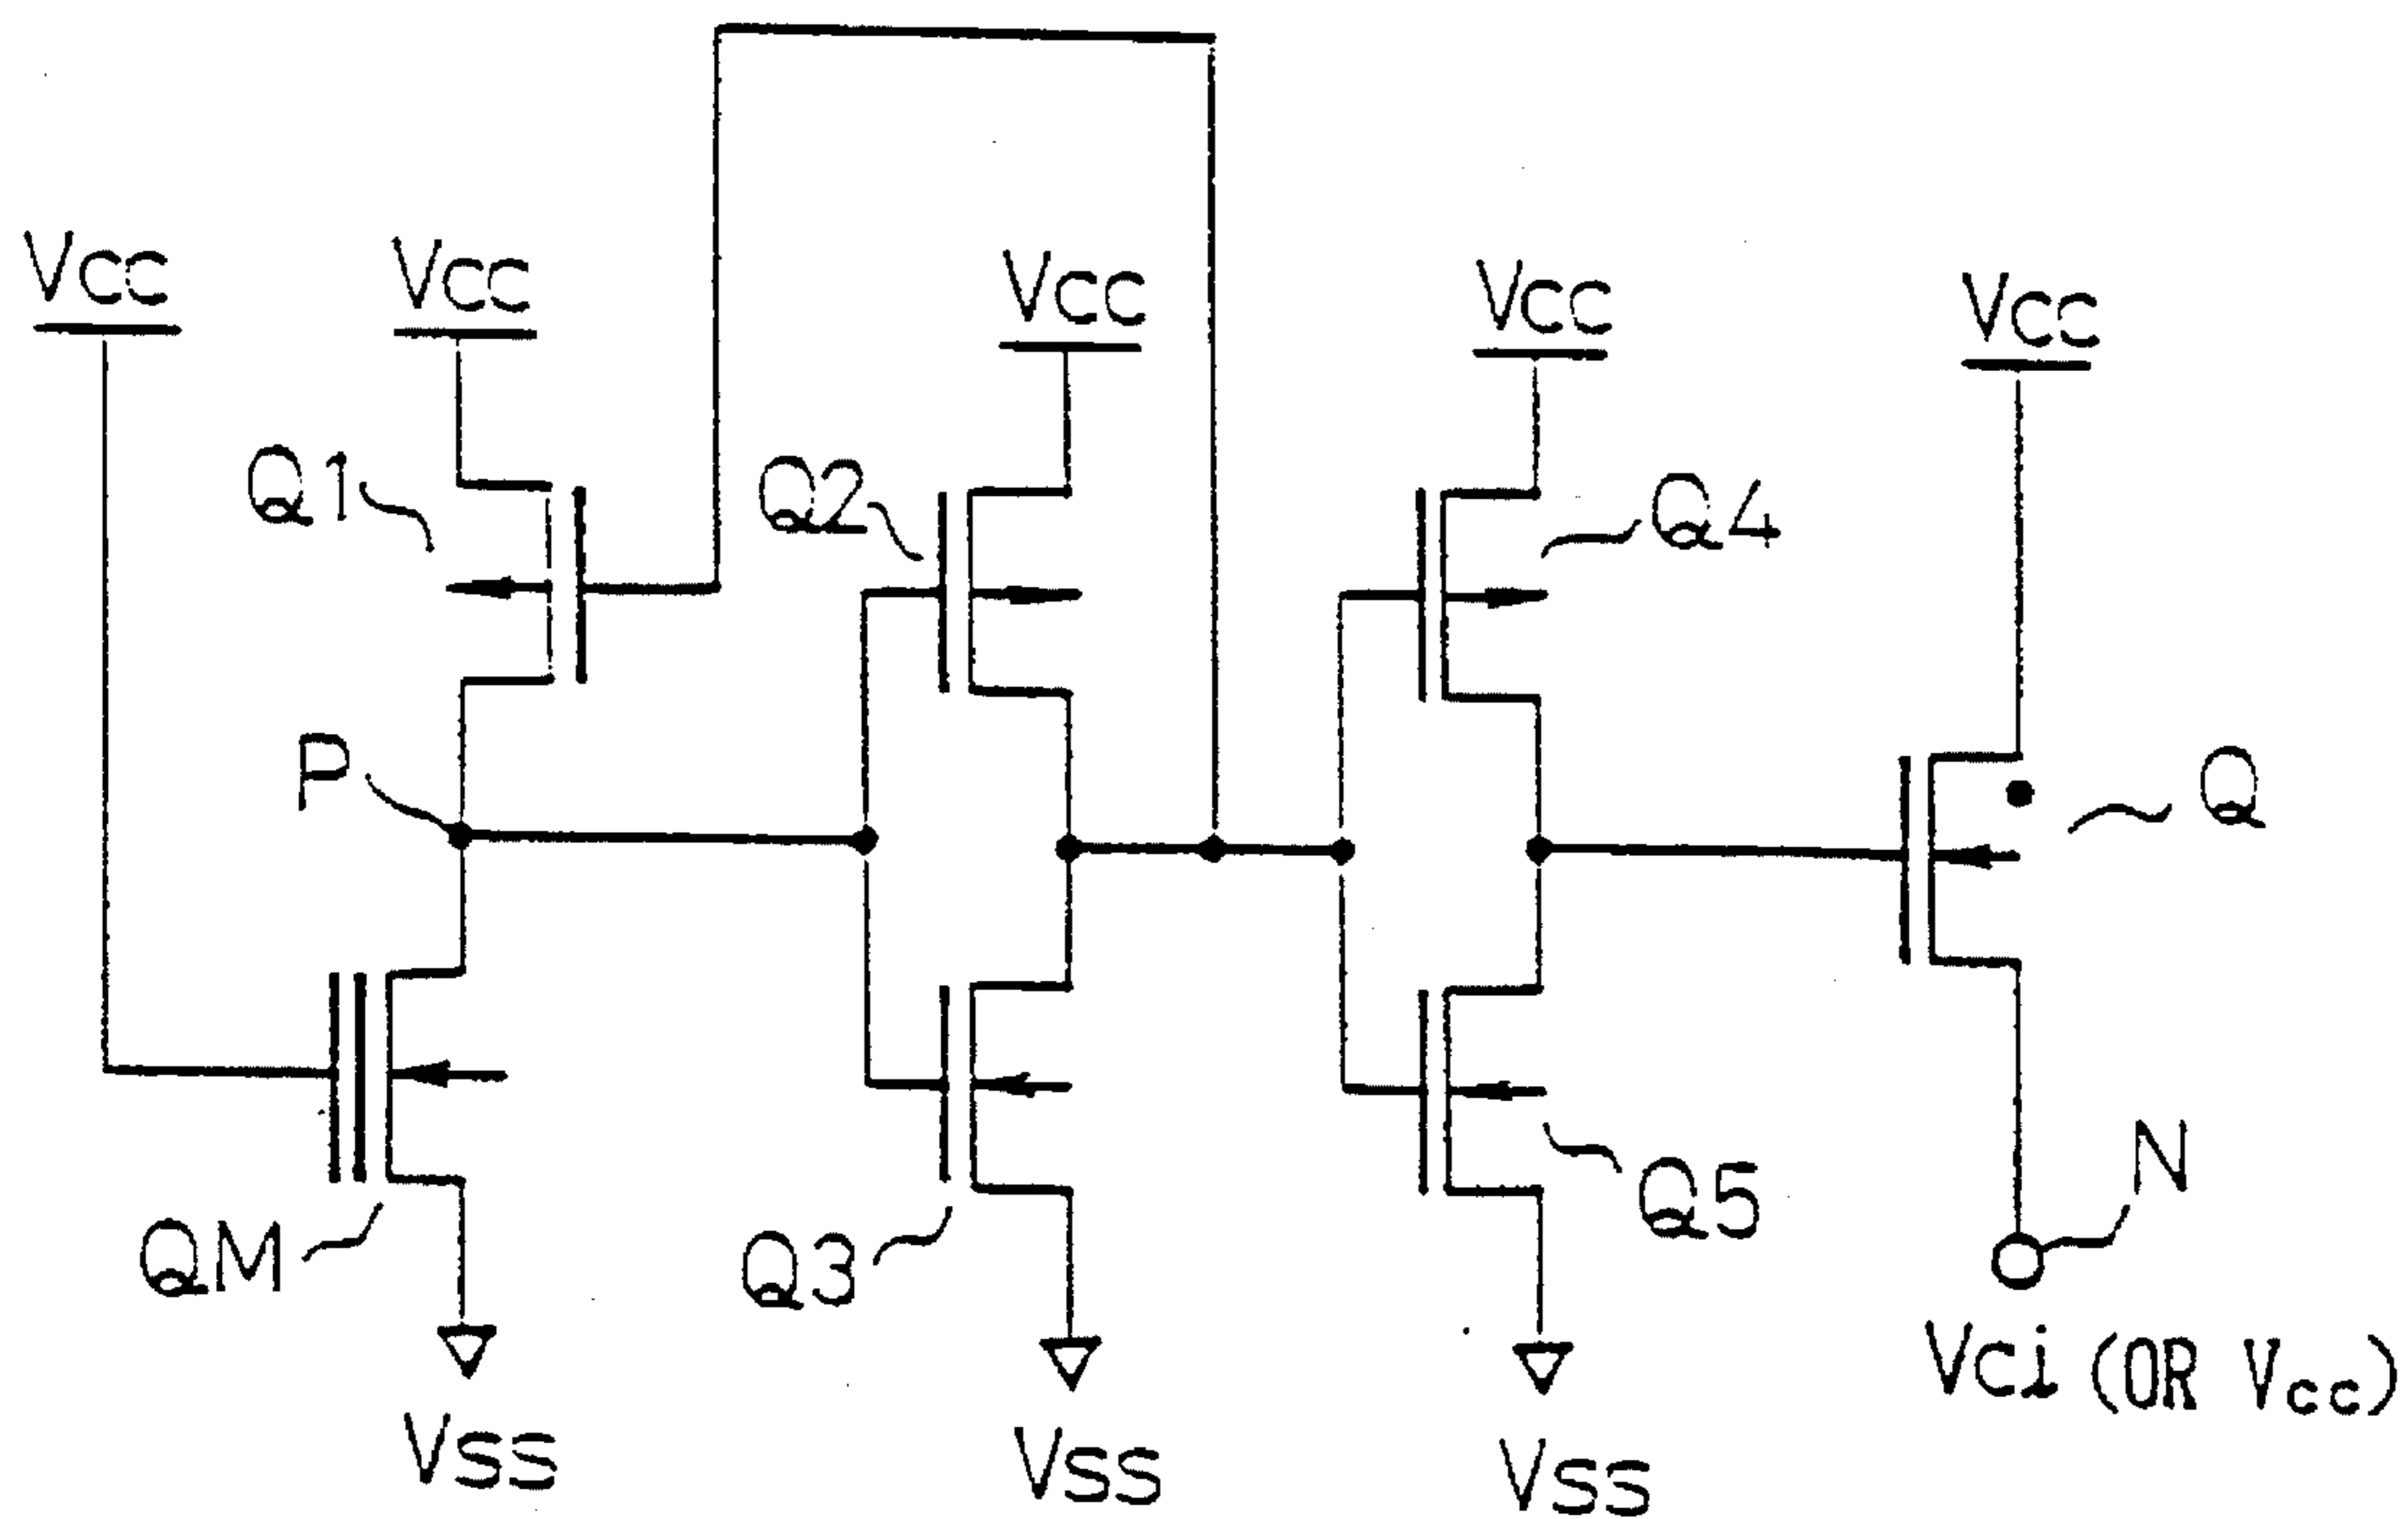 Vcc
Vcc
Vcc
Vcc
Vcc
Q1
Q2
Q4
P
Q
QM
Q3
Q5
N
Vci (OR Vcc)
Vss
Vss
Vss